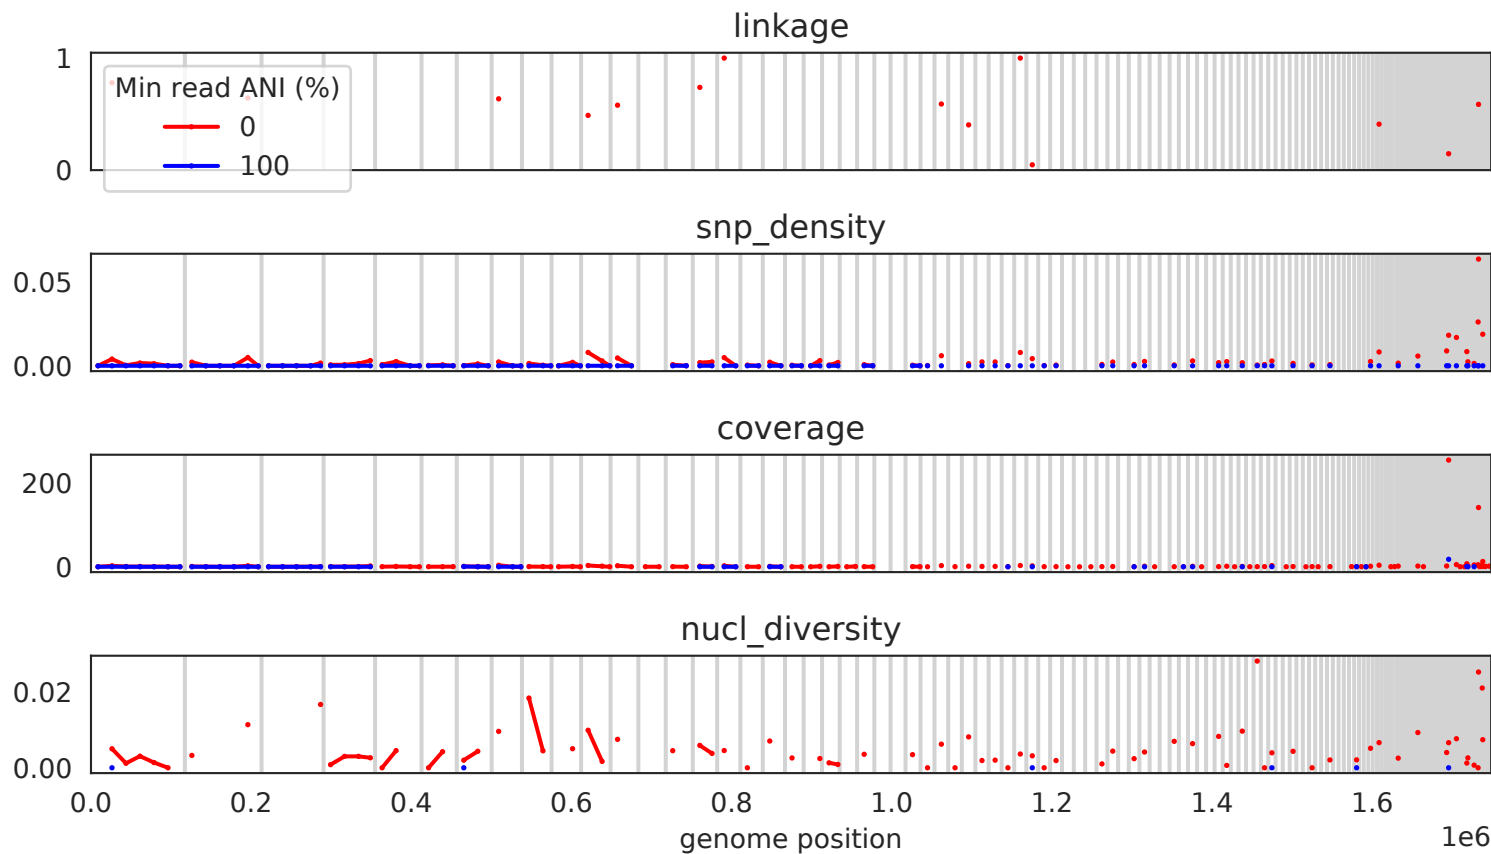 linkage
1
0
Min read ANI (%)
0
100
snp_density
0.05
0.00
coverage
200
0
nucl_diversity
0.02
0.00
0.0 0.2 0.4 0.6 0.8 1.0 1.2 1.4 1.6
genome position
1e6